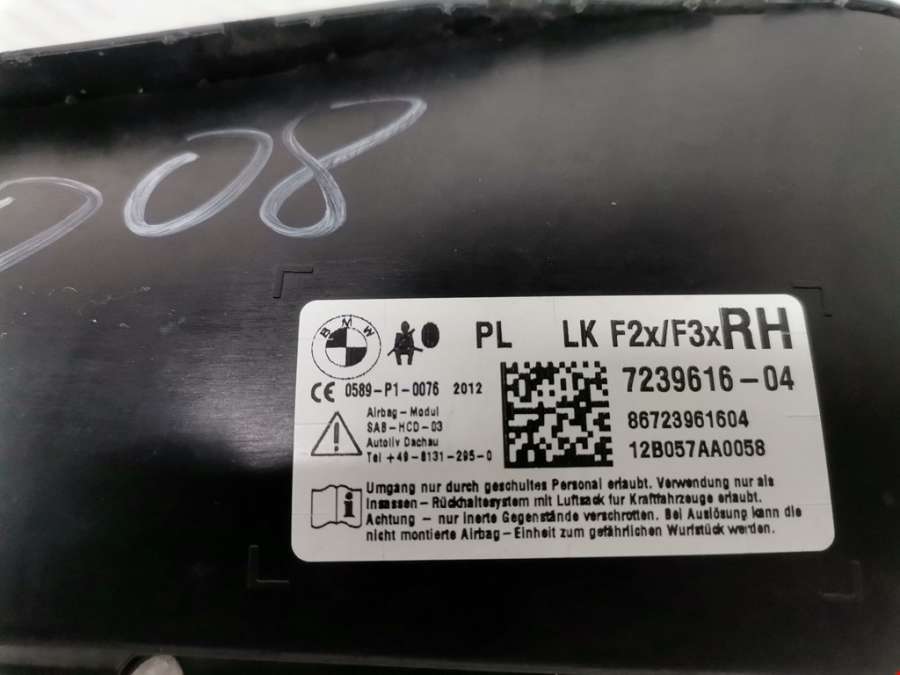 008
BMW
PL LK F2x/F3x RH
CE 0589-P1-0076 2012
7239616-04
86723961604
12B057AA0058
Airbag-Modul
SAB-HCD-03
Autoliv Dachau
Tel +49-8131-295-0
Umgang nur durch geschultes Personal erlaubt. Verwendung nur als
Insassen-Rückhaltesystem mit Luftsack fur Kraftfahrzeuge erlaubt.
Achtung - nur inerte Gegenstände verschrotten. Bei Auslösung kann die
nicht montierte Airbag-Einheit zum gefährlichen Wurfstück werden.